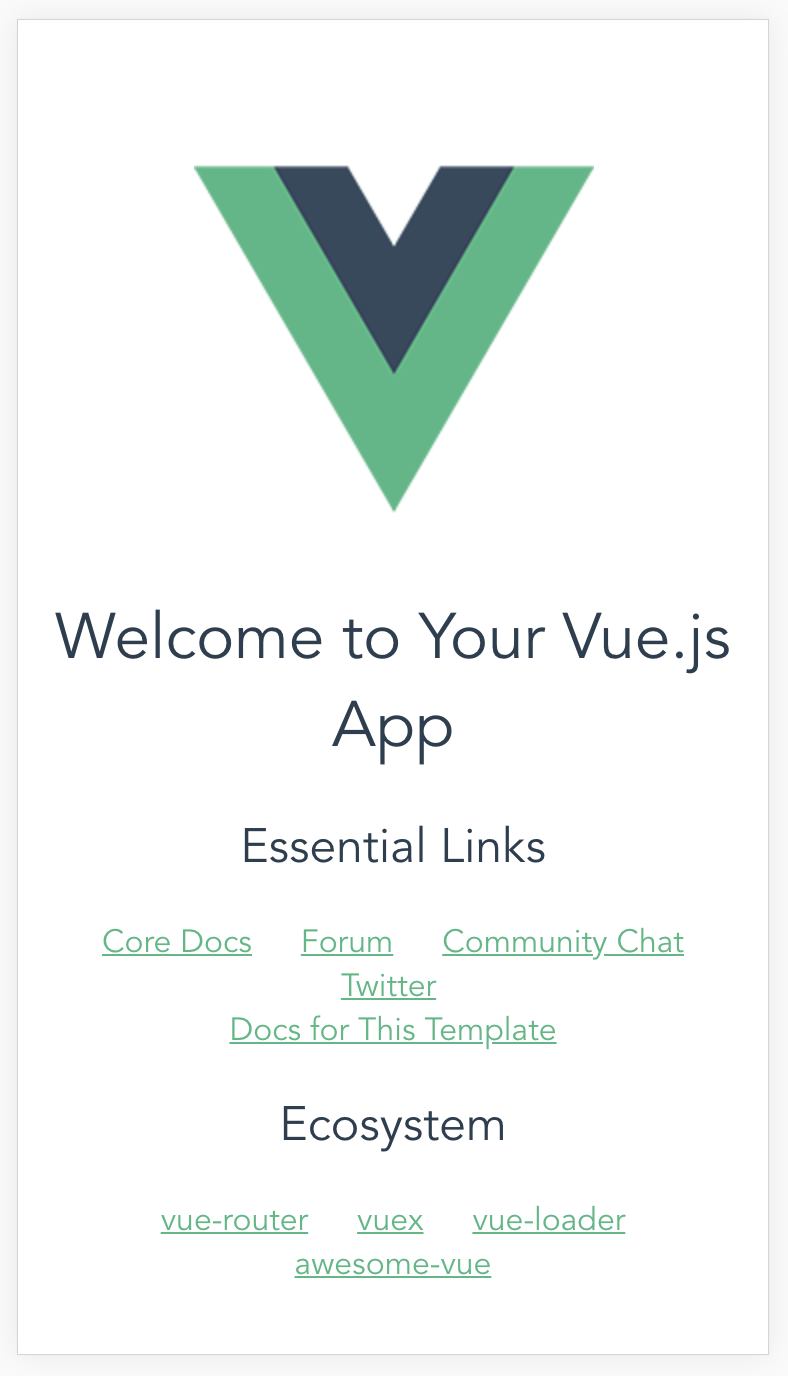 Welcome to Your Vue.js
App
Essential Links
Core Docs Forum Community Chat
Twitter
Docs for This Template
Ecosystem
vue-router vuex vue-loader
awesome-vue